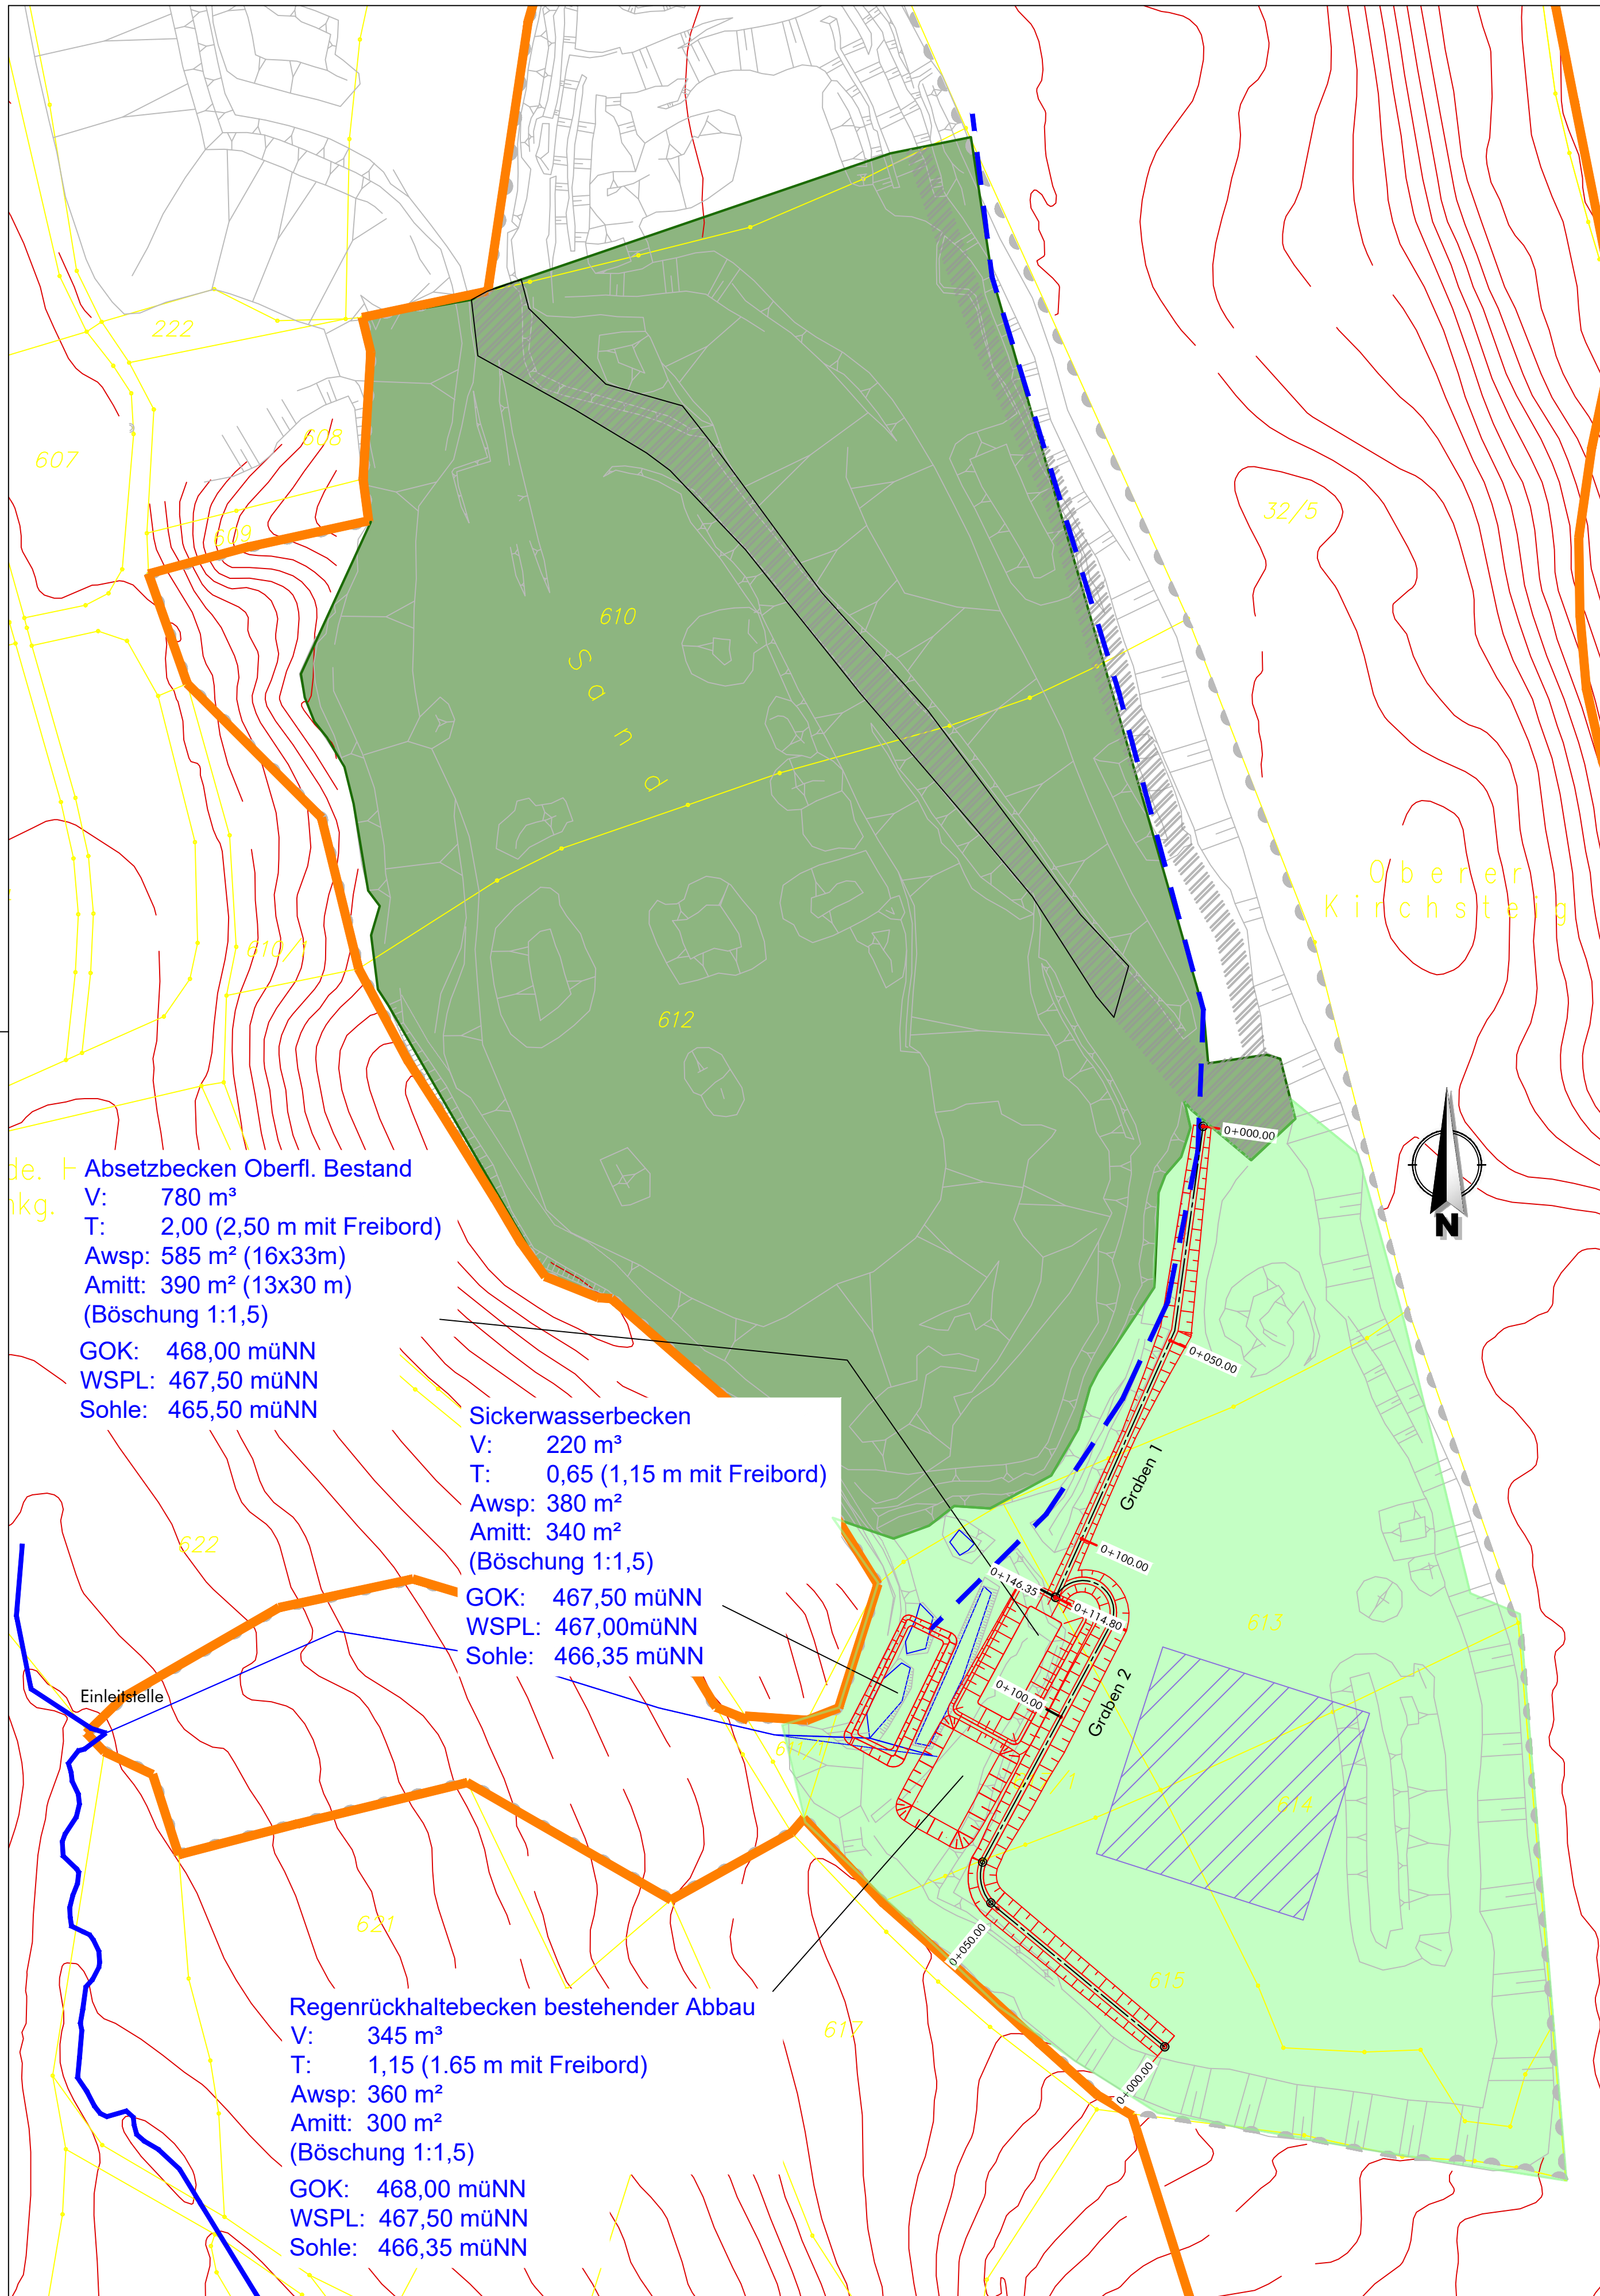 222
608
607
609
32/5
610
Sand
Oberer
Kirchsteig
610/1
612
0+000.00
N
de. H
nkg.
Absetzbecken Oberfl. Bestand
V: 780 m³
T: 2,00 (2,50 m mit Freibord)
Awsp: 585 m² (16x33m)
Amitt: 390 m² (13x30 m)
(Böschung 1:1,5)
GOK: 468,00 müNN
WSPL: 467,50 müNN
Sohle: 465,50 müNN
0+050.00
Graben 1
Sickerwasserbecken
V: 220 m³
T: 0,65 (1,15 m mit Freibord)
Awsp: 380 m²
Amitt: 340 m²
(Böschung 1:1,5)
GOK: 467,50 müNN
WSPL: 467,00müNN
Sohle: 466,35 müNN
622
0+100.00
0+146.35
0+114.80
613
Einleitstelle
0+100.00
Graben 2
614
621
0+050.00
615
617
0+000.00
Regenrückhaltebecken bestehender Abbau
V: 345 m³
T: 1,15 (1.65 m mit Freibord)
Awsp: 360 m²
Amitt: 300 m²
(Böschung 1:1,5)
GOK: 468,00 müNN
WSPL: 467,50 müNN
Sohle: 466,35 müNN